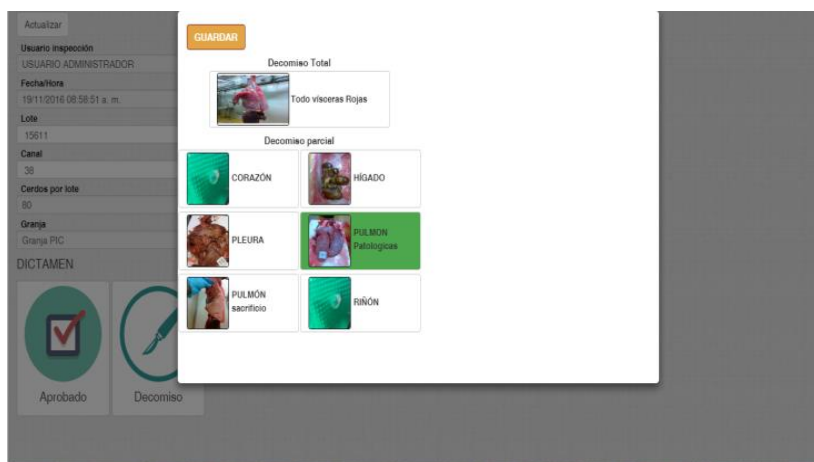 Actualizar
Usuario inspección
USUARIO ADMINISTRADOR
Fecha/Hora
19/11/2016 08:58:51 a. m.
Lote
15611
Canal
38
Cerdos por lote
80
Granja
Granja PIC
DICTAMEN
Aprobado
Decomiso
GUARDAR
Decomiso Total
Todo vísceras Rojas
Decomiso parcial
CORAZÓN
HÍGADO
PLEURA
PULMON
Patologicas
PULMÓN
sacrificio
RIÑÓN